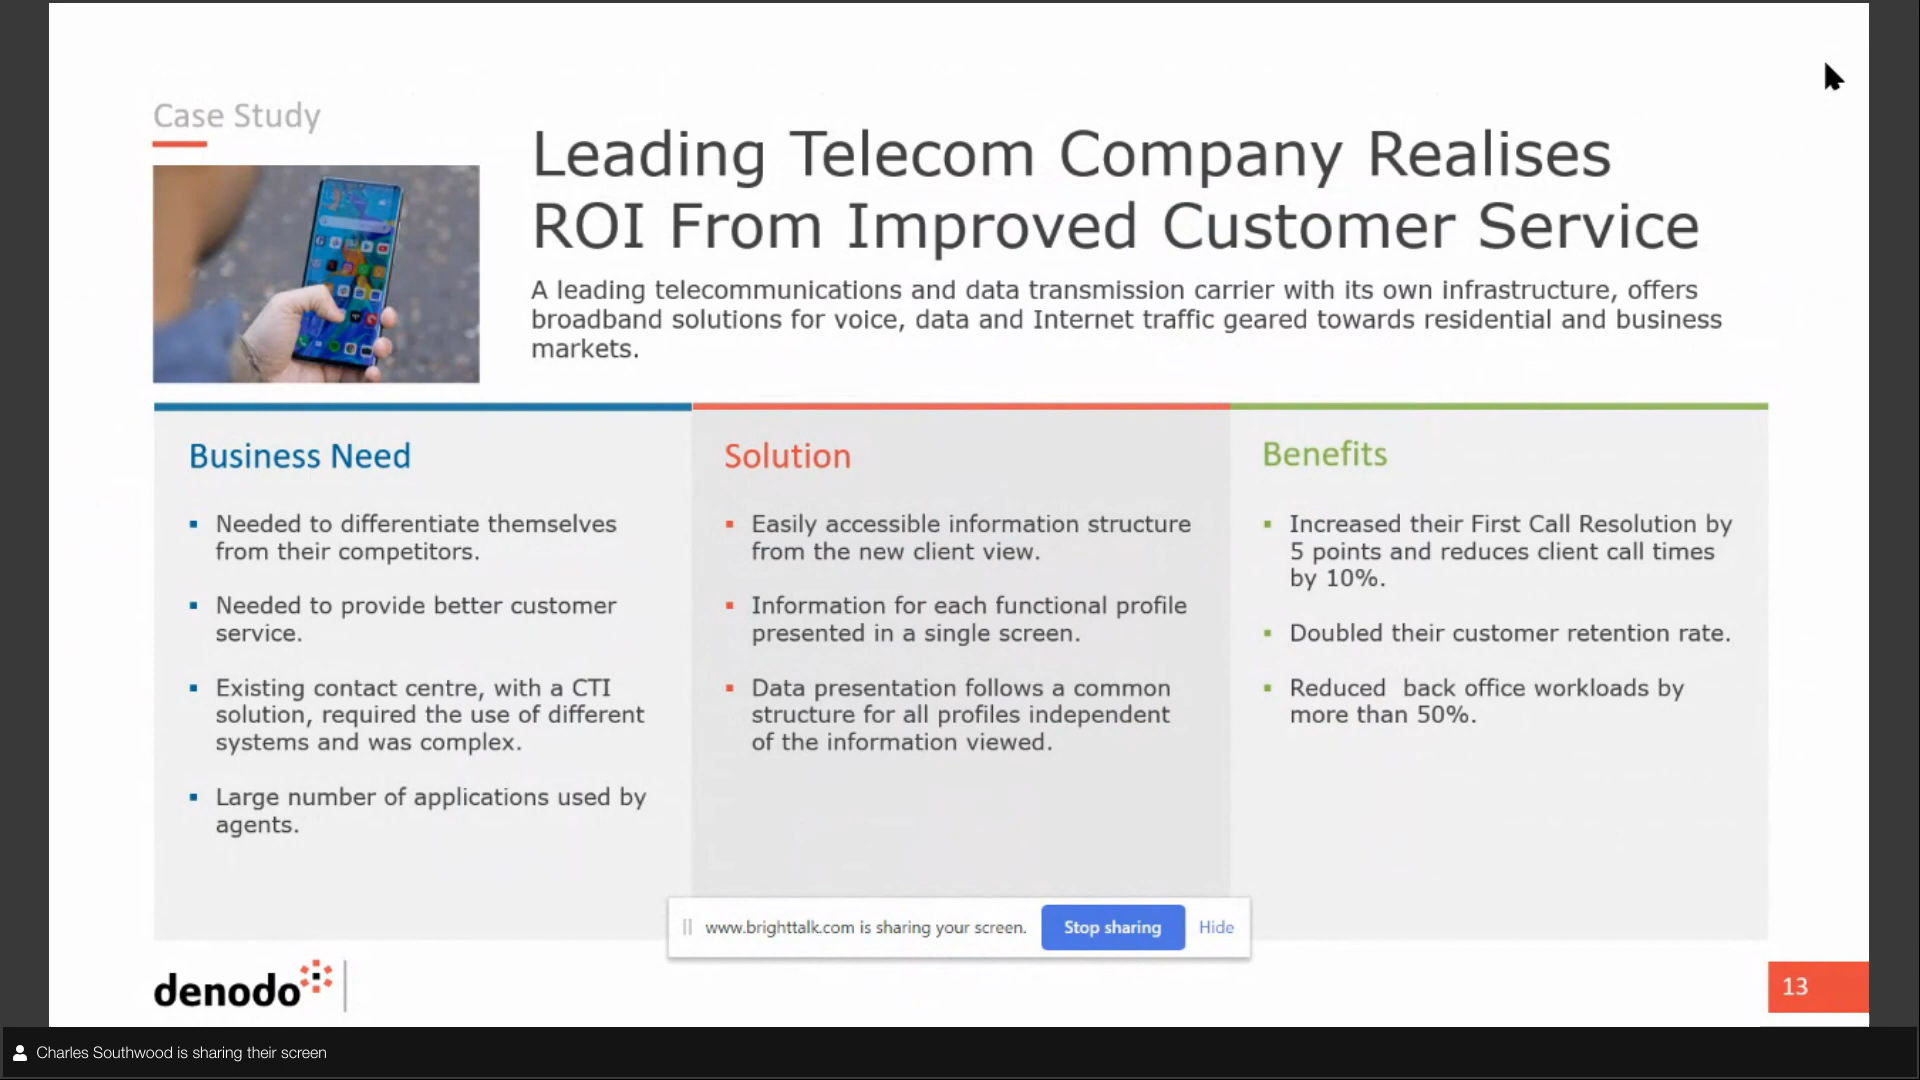 Case Study
Leading Telecom Company Realises
ROI From Improved Customer Service
A leading telecommunications and data transmission carrier with its own infrastructure, offers
broadband solutions for voice, data and Internet traffic geared towards residential and business
markets.
Business Need
▪ Needed to differentiate themselves
from their competitors.
▪ Needed to provide better customer
service.
▪ Existing contact centre, with a CTI
solution, required the use of different
systems and was complex.
▪ Large number of applications used by
agents.
Solution
▪ Easily accessible information structure
from the new client view.
▪ Information for each functional profile
presented in a single screen.
▪ Data presentation follows a common
structure for all profiles independent
of the information viewed.
Benefits
▪ Increased their First Call Resolution by
5 points and reduces client call times
by 10%.
▪ Doubled their customer retention rate.
▪ Reduced  back office workloads by
more than 50%.
www.brighttalk.com is sharing your screen. Stop sharing Hide
denodo
13
Charles Southwood is sharing their screen